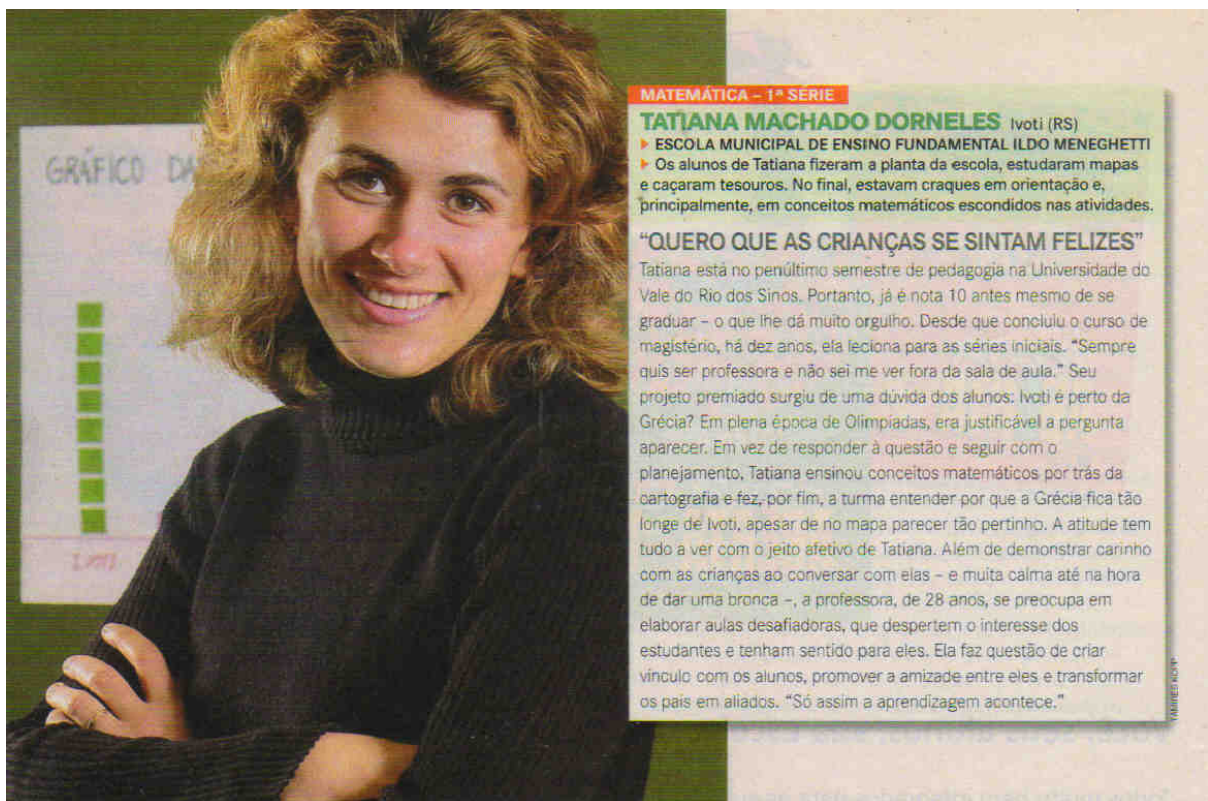 GRÁFICO DA
IVOTI
MATEMÁTICA – 1ª SÉRIE
TATIANA MACHADO DORNELES Ivoti (RS)
▶ ESCOLA MUNICIPAL DE ENSINO FUNDAMENTAL ILDO MENEGHETTI
▶ Os alunos de Tatiana fizeram a planta da escola, estudaram mapas
e caçaram tesouros. No final, estavam craques em orientação e,
principalmente, em conceitos matemáticos escondidos nas atividades.
“QUERO QUE AS CRIANÇAS SE SINTAM FELIZES”
Tatiana está no penúltimo semestre de pedagogia na Universidade do
Vale do Rio dos Sinos. Portanto, já é nota 10 antes mesmo de se
graduar – o que lhe dá muito orgulho. Desde que concluiu o curso de
magistério, há dez anos, ela leciona para as séries iniciais. “Sempre
quis ser professora e não sei me ver fora da sala de aula.” Seu
projeto premiado surgiu de uma dúvida dos alunos: Ivoti é perto da
Grécia? Em plena época de Olimpíadas, era justificável a pergunta
aparecer. Em vez de responder à questão e seguir com o
planejamento, Tatiana ensinou conceitos matemáticos por trás da
cartografia e fez, por fim, a turma entender por que a Grécia fica tão
longe de Ivoti, apesar de no mapa parecer tão pertinho. A atitude tem
tudo a ver com o jeito afetivo de Tatiana. Além de demonstrar carinho
com as crianças ao conversar com elas – e muita calma até na hora
de dar uma bronca –, a professora, de 28 anos, se preocupa em
elaborar aulas desafiadoras, que despertem o interesse dos
estudantes e tenham sentido para eles. Ela faz questão de criar
vínculo com os alunos, promover a amizade entre eles e transformar
os pais em aliados. “Só assim a aprendizagem acontece.”
TAMIRES KOPP